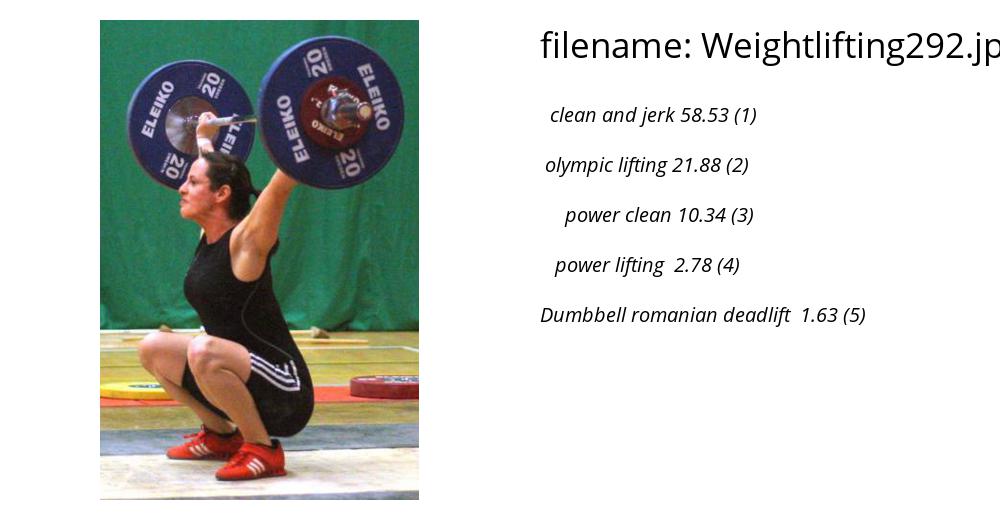 filename: Weightlifting292.jp
clean and jerk 58.53 (1)
olympic lifting 21.88 (2)
power clean 10.34 (3)
power lifting 2.78 (4)
Dumbbell romanian deadlift 1.63 (5)
ELEIKO
20
20
ELEIKO
20
ELEIKO
ELEIKO
20
ELEIKO